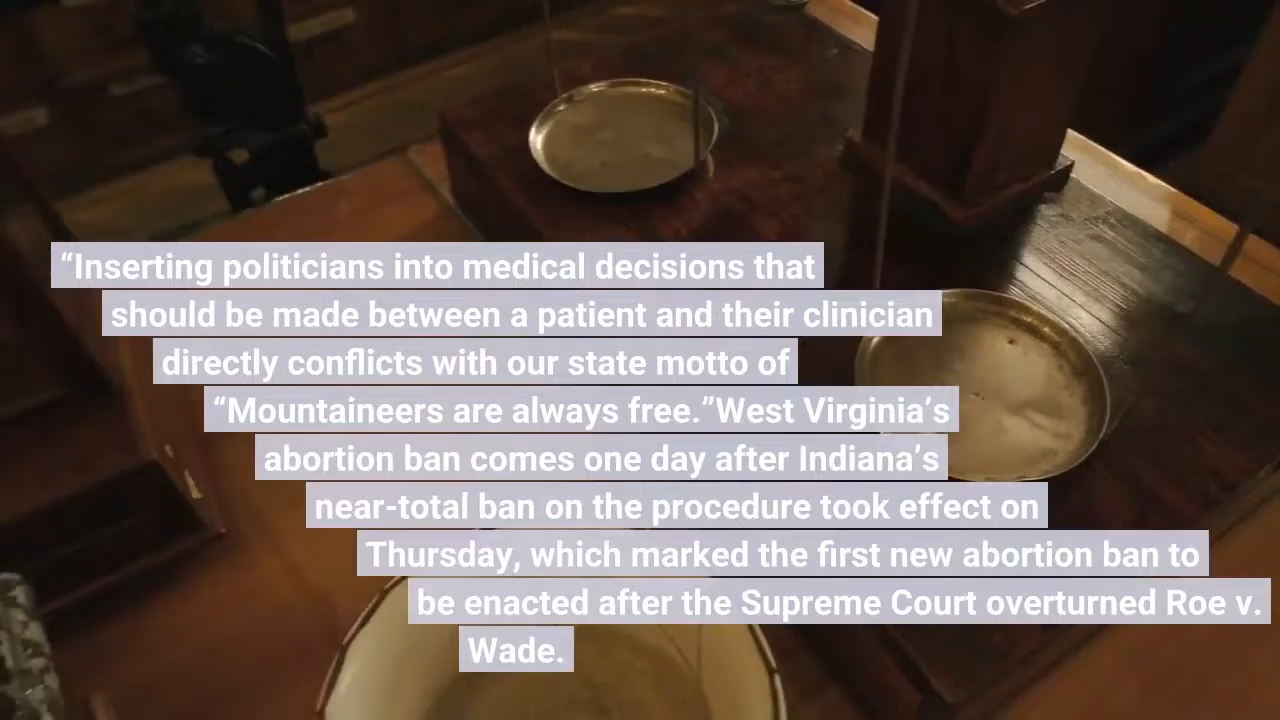 “Inserting politicians into medical decisions that
should be made between a patient and their clinician
directly conflicts with our state motto of
“Mountaineers are always free.”West Virginia’s
abortion ban comes one day after Indiana’s
near-total ban on the procedure took effect on
Thursday, which marked the first new abortion ban to
be enacted after the Supreme Court overturned Roe v.
Wade.